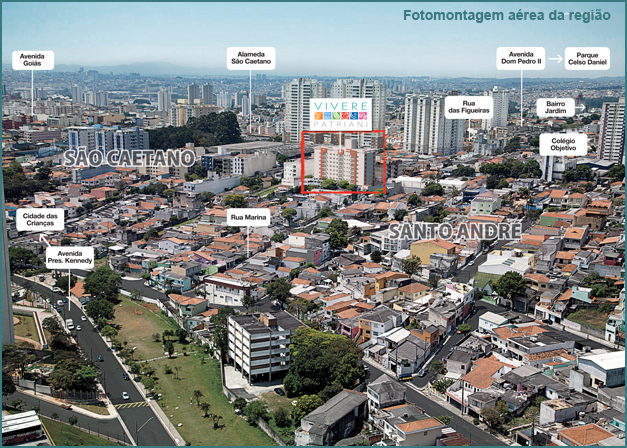 Fotomontagem aérea da região
Avenida
Goiás
Alameda
São Caetano
Avenida
Dom Pedro II
Parque
Celso Daniel
VIVERE
PATRIANI
Rua
das Figueiras
Bairro
Jardim
Colégio
Objetivo
SÃO CAETANO
Cidade das
Crianças
Rua Marina
SANTO ANDRÉ
Avenida
Pres. Kennedy